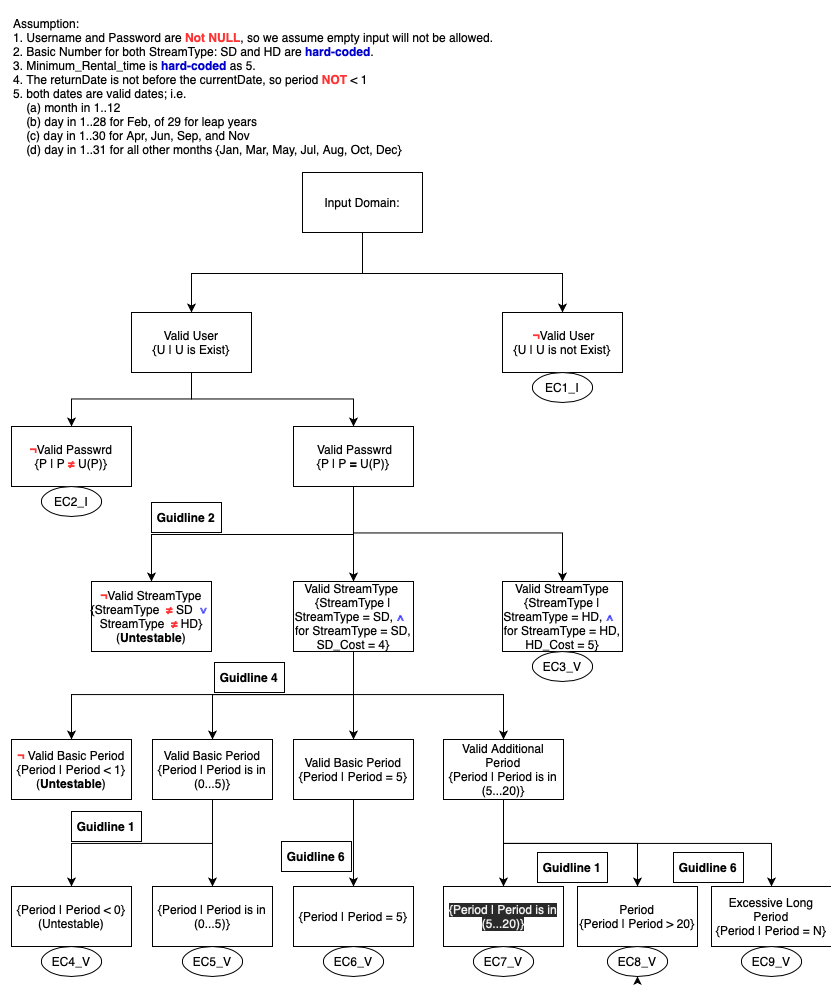 Assumption:
1. Username and Password are Not NULL, so we assume empty input will not be allowed.
2. Basic Number for both StreamType: SD and HD are hard-coded.
3. Minimum_Rental_time is hard-coded as 5.
4. The returnDate is not before the currentDate, so period NOT < 1
5. both dates are valid dates; i.e.
(a) month in 1..12
(b) day in 1..28 for Feb, of 29 for leap years
(c) day in 1..30 for Apr, Jun, Sep, and Nov
(d) day in 1..31 for all other months {Jan, Mar, May, Jul, Aug, Oct, Dec}
Input Domain:
Valid User
{U | U is Exist}
¬Valid User
{U | U is not Exist}
EC1_I
¬Valid Passwrd
{P | P ≠ U(P)}
EC2_I
Valid Passwrd
{P | P = U(P)}
Guidline 2
¬Valid StreamType
{StreamType ≠ SD ∨
StreamType ≠ HD}
(Untestable)
Valid StreamType
{StreamType |
StreamType = SD, ∧
for StreamType = SD,
SD_Cost = 4}
Valid StreamType
{StreamType |
StreamType = HD, ∧
for StreamType = HD,
HD_Cost = 5}
EC3_V
Guidline 4
¬ Valid Basic Period
{Period | Period < 1}
(Untestable)
Valid Basic Period
{Period | Period is in
(0...5)}
Valid Basic Period
{Period | Period = 5}
Valid Additional
Period
{Period | Period is in
(5...20)}
Guidline 1
Guidline 6
Guidline 1
Guidline 6
{Period | Period < 0}
(Untestable)
EC4_V
{Period | Period is in
(0...5)}
EC5_V
{Period | Period = 5}
EC6_V
{Period | Period is in
(5...20)}
EC7_V
Period
{Period | Period > 20}
EC8_V
Excessive Long
Period
{Period | Period = N}
EC9_V